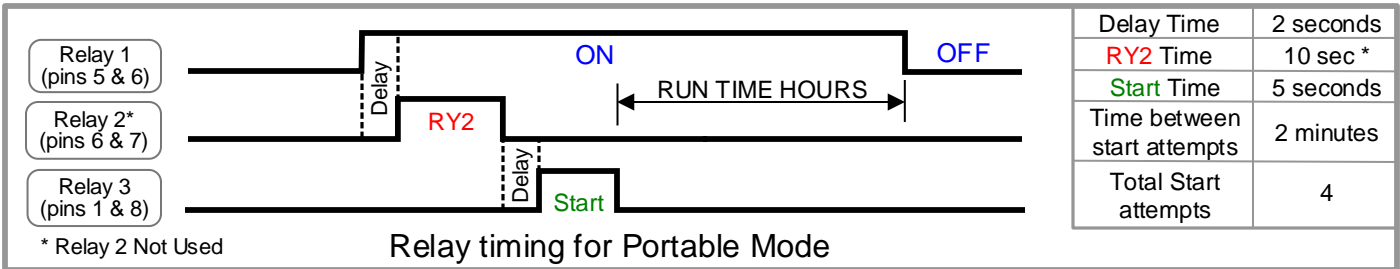 Relay 1
(pins 5 & 6)
Delay
ON
OFF
RUN TIME HOURS
Relay 2*
(pins 6 & 7)
RY2
Relay 3
(pins 1 & 8)
Delay
Start
* Relay 2 Not Used
Relay timing for Portable Mode
Delay Time 2 seconds
RY2 Time 10 sec *
Start Time 5 seconds
Time between
start attempts 2 minutes
Total Start
attempts 4